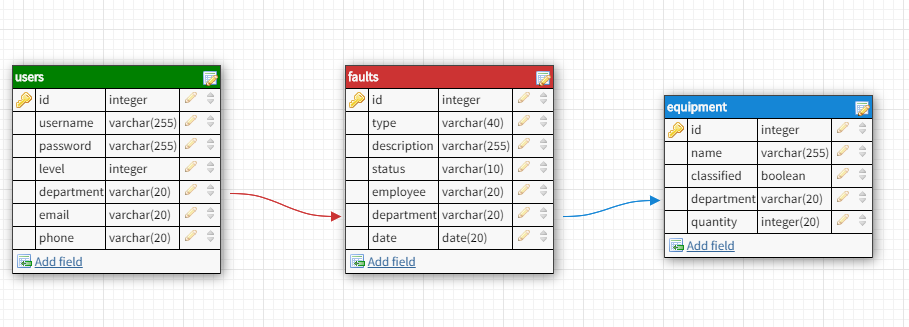 users
id integer
username varchar(255)
password varchar(255)
level integer
department varchar(20)
email varchar(20)
phone varchar(20)
Add field
faults
id integer
type varchar(40)
description varchar(255)
status varchar(10)
employee varchar(20)
department varchar(20)
date date(20)
Add field
equipment
id integer
name varchar(255)
classified boolean
department varchar(20)
quantity integer(20)
Add field